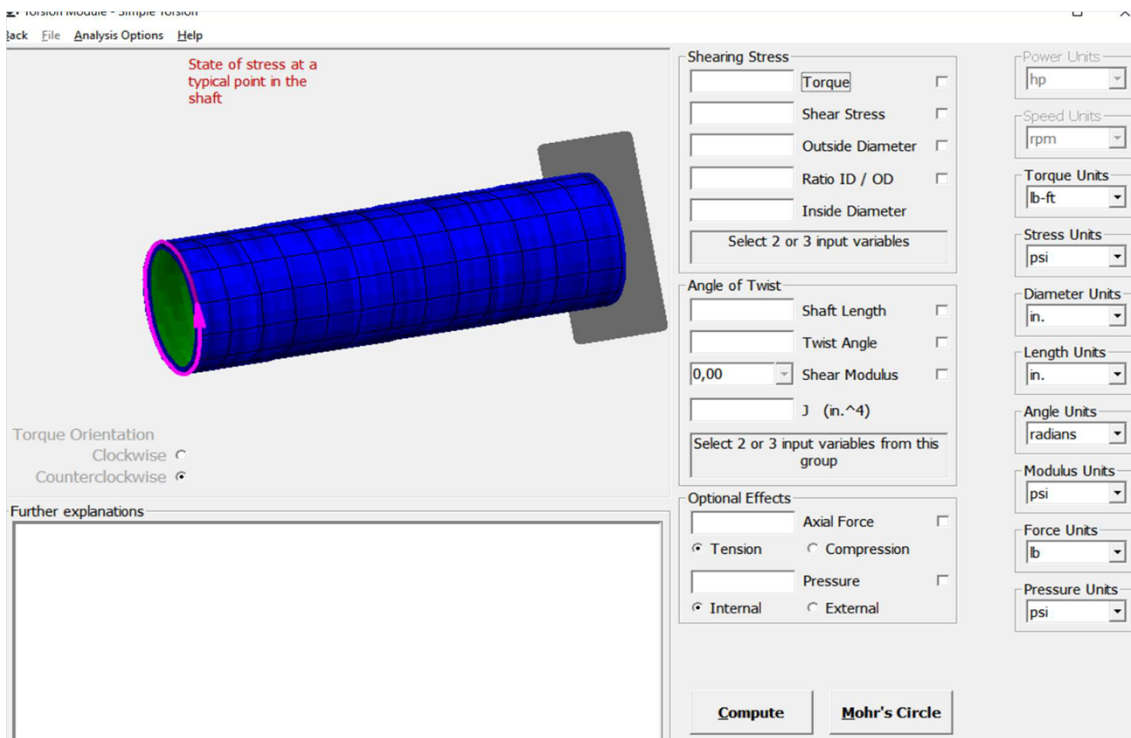 Torsion Module - Simple Torsion
Back File Analysis Options Help
State of stress at a
typical point in the
shaft
Torque Orientation
Clockwise
Counterclockwise
Further explanations
Shearing Stress
Torque
Shear Stress
Outside Diameter
Ratio ID / OD
Inside Diameter
Select 2 or 3 input variables
Angle of Twist
Shaft Length
Twist Angle
0,00 Shear Modulus
J (in.^4)
Select 2 or 3 input variables from this
group
Optional Effects
Axial Force
Tension Compression
Pressure
Internal External
Compute Mohr's Circle
Power Units
hp
Speed Units
rpm
Torque Units
lb-ft
Stress Units
psi
Diameter Units
in.
Length Units
in.
Angle Units
radians
Modulus Units
psi
Force Units
lb
Pressure Units
psi